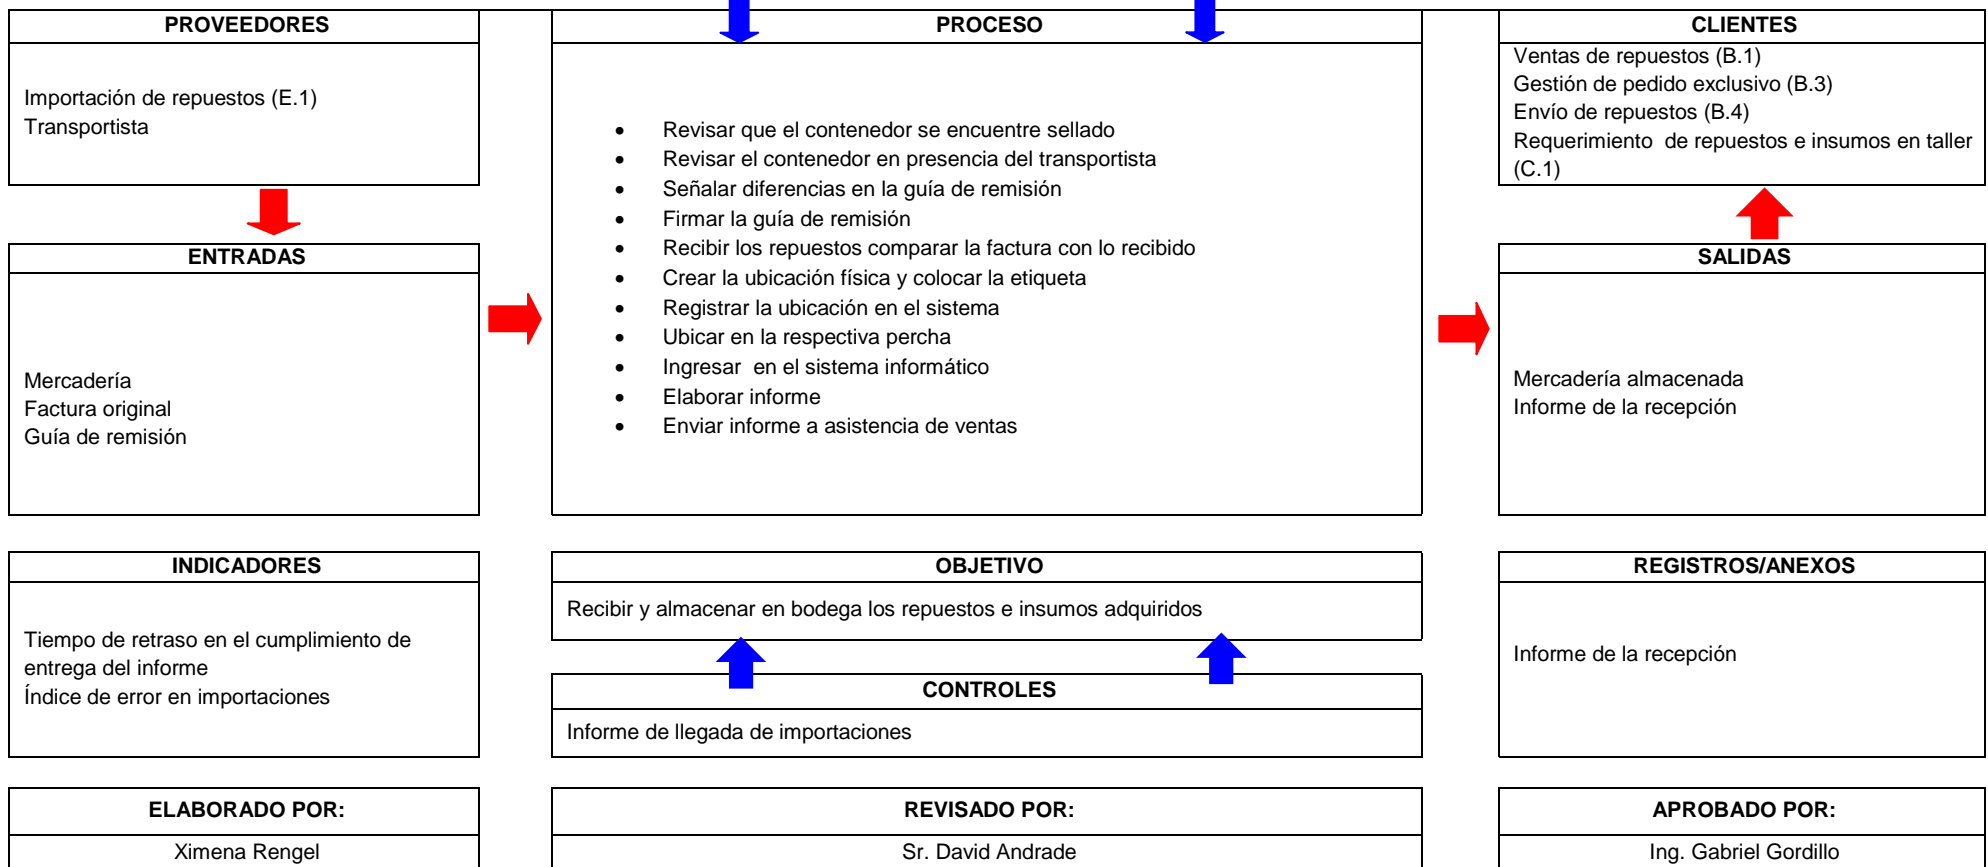 PROVEEDORES
Importación de repuestos (E.1)
Transportista
ENTRADAS
Mercadería
Factura original
Guía de remisión
PROCESO
• Revisar que el contenedor se encuentre sellado
• Revisar el contenedor en presencia del transportista
• Señalar diferencias en la guía de remisión
• Firmar la guía de remisión
• Recibir los repuestos comparar la factura con lo recibido
• Crear la ubicación física y colocar la etiqueta
• Registrar la ubicación en el sistema
• Ubicar en la respectiva percha
• Ingresar  en el sistema informático
• Elaborar informe
• Enviar informe a asistencia de ventas
CLIENTES
Ventas de repuestos (B.1)
Gestión de pedido exclusivo (B.3)
Envío de repuestos (B.4)
Requerimiento  de repuestos e insumos en taller
(C.1)
SALIDAS
Mercadería almacenada
Informe de la recepción
INDICADORES
Tiempo de retraso en el cumplimiento de
entrega del informe
Índice de error en importaciones
OBJETIVO
Recibir y almacenar en bodega los repuestos e insumos adquiridos
CONTROLES
Informe de llegada de importaciones
REGISTROS/ANEXOS
Informe de la recepción
ELABORADO POR:
Ximena Rengel
REVISADO POR:
Sr. David Andrade
APROBADO POR:
Ing. Gabriel Gordillo